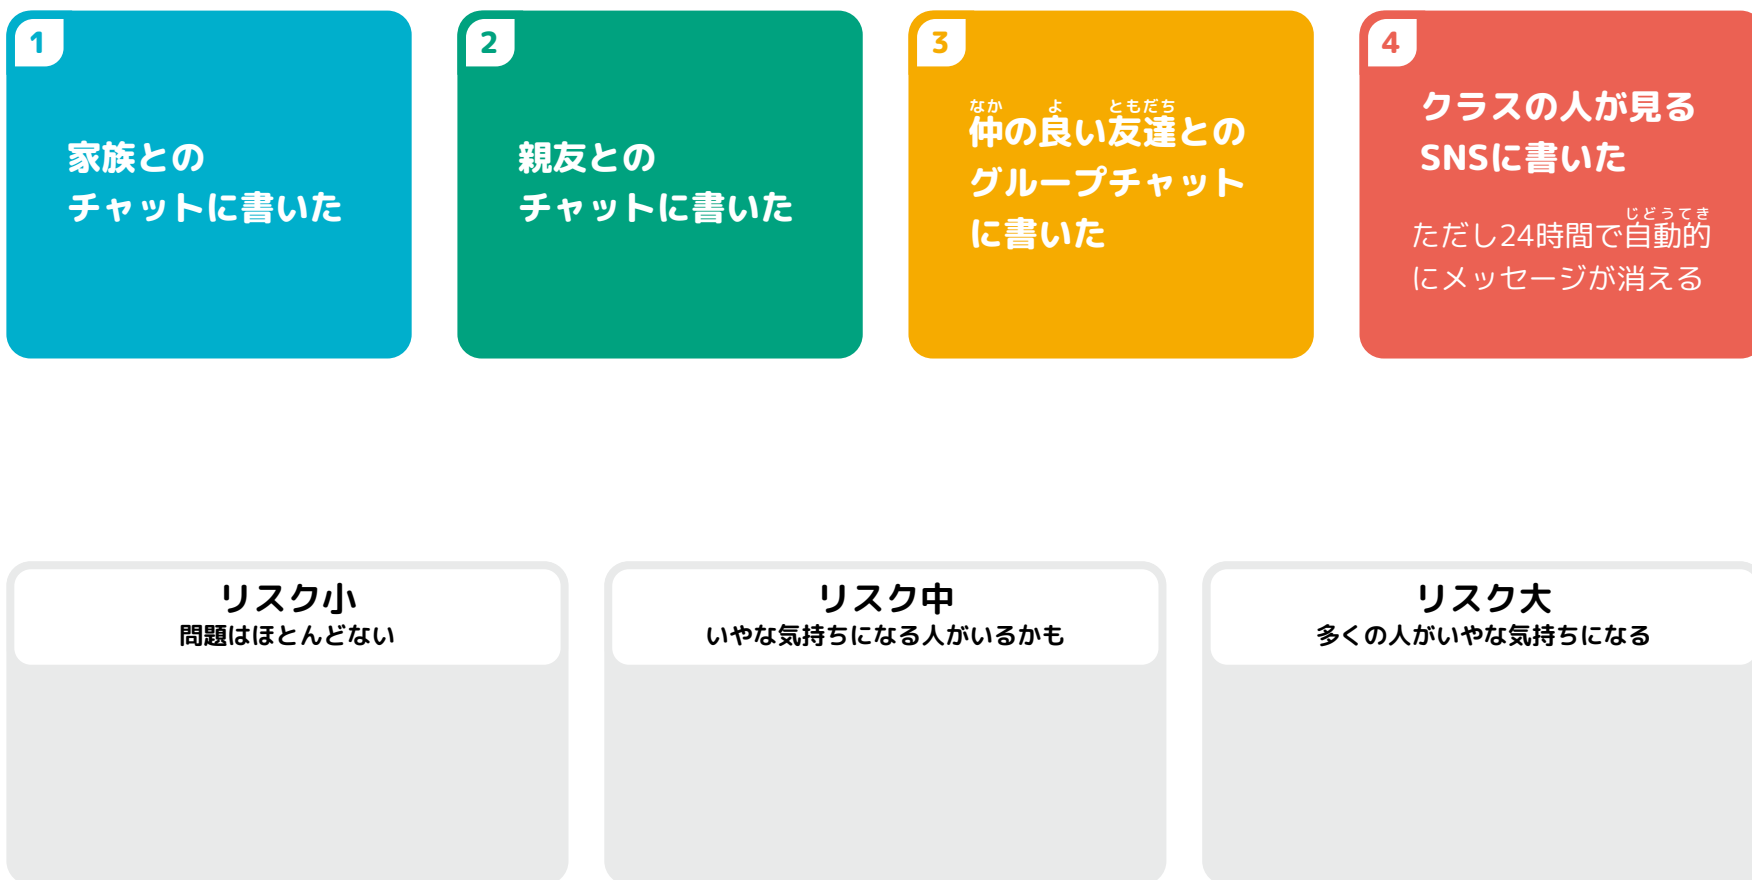 1
家族との
チャットに書いた
2
親友との
チャットに書いた
3
なか よ ともだち
仲の良い友達との
グループチャット
に書いた
4
クラスの人が見る
SNSに書いた
じどうてき
ただし24時間で自動的
にメッセージが消える
リスク小
問題はほとんどない
リスク中
いやな気持ちになる人がいるかも
リスク大
多くの人がいやな気持ちになる